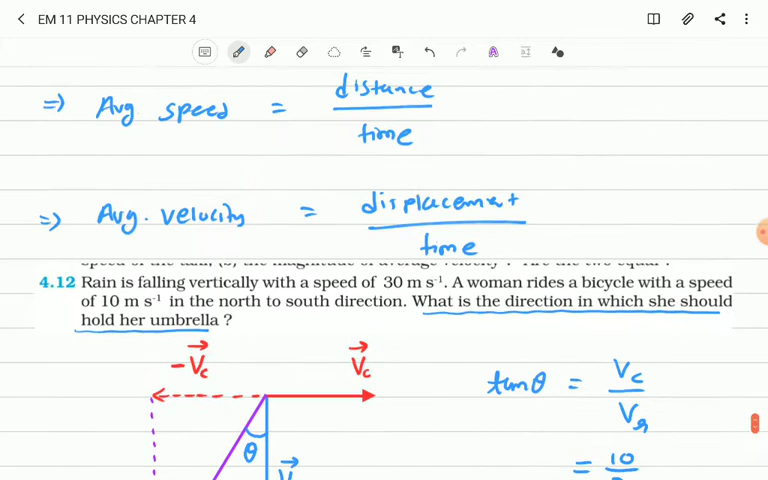 EM 11 PHYSICS CHAPTER 4
=> Avg speed = distance / time
=> Avg. velocity = displacement / time
4.12 Rain is falling vertically with a speed of 30 m s⁻¹. A woman rides a bicycle with a speed
of 10 m s⁻¹ in the north to south direction. What is the direction in which she should
hold her umbrella ?
-Vc Vc
tanθ = Vc / Vr
θ V
= 10